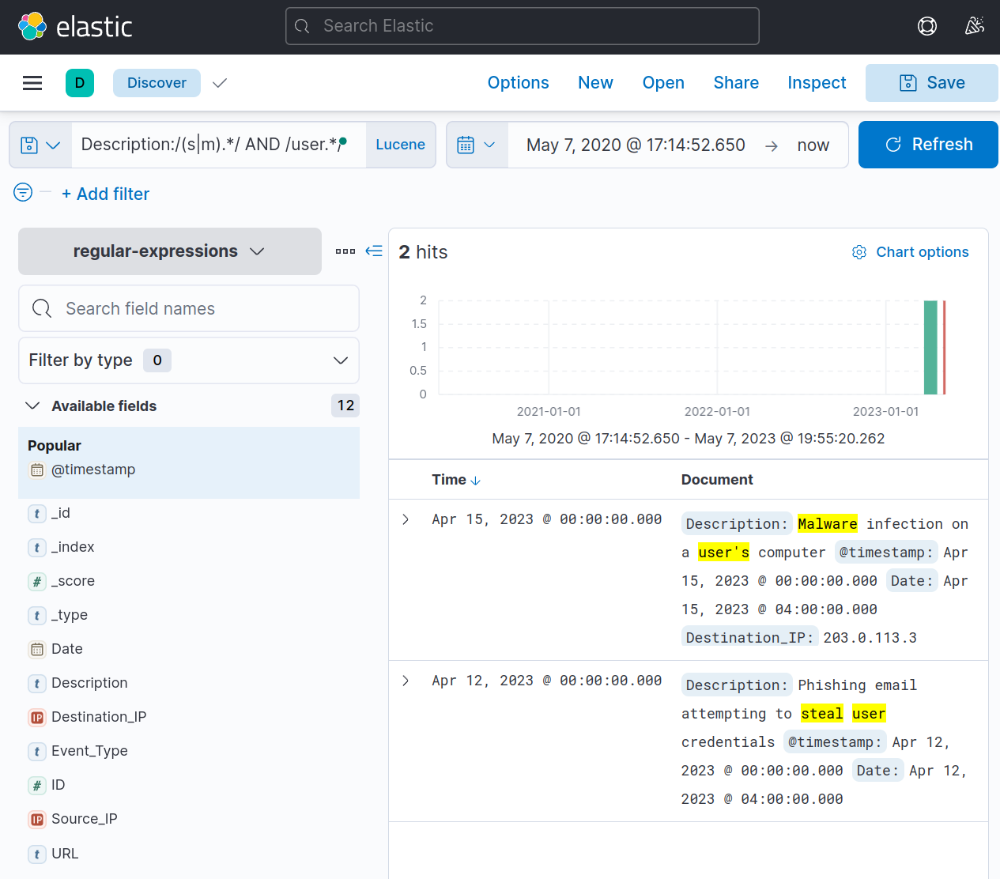 elastic
Search Elastic
D
Discover
Options
New
Open
Share
Inspect
Save
Description:/(s|m).*/ AND /user.*/
Lucene
May 7, 2020 @ 17:14:52.650 → now
Refresh
+ Add filter
regular-expressions
Search field names
Filter by type 0
Available fields 12
Popular
@timestamp
t _id
t _index
# _score
t _type
Date
t Description
IP Destination_IP
t Event_Type
# ID
IP Source_IP
t URL
2 hits
Chart options
2
1.5
1
0.5
0
2021-01-01 2022-01-01 2023-01-01
May 7, 2020 @ 17:14:52.650 - May 7, 2023 @ 19:55:20.262
Time ↓ Document
Apr 15, 2023 @ 00:00:00.000
Description: Malware infection on
a user's computer @timestamp: Apr
15, 2023 @ 00:00:00.000 Date: Apr
15, 2023 @ 04:00:00.000
Destination_IP: 203.0.113.3
Apr 12, 2023 @ 00:00:00.000
Description: Phishing email
attempting to steal user
credentials @timestamp: Apr 12,
2023 @ 00:00:00.000 Date: Apr 12,
2023 @ 04:00:00.000